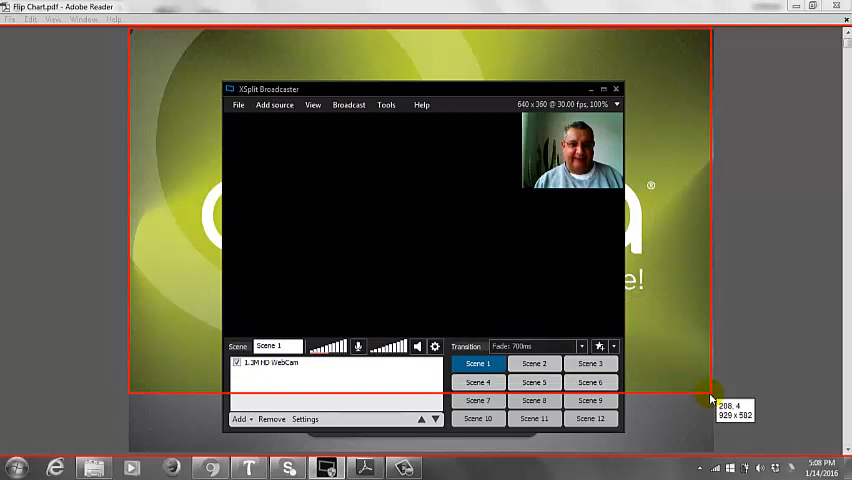 Flip Chart.pdf - Adobe Reader
File Edit View Window Help
XSplit Broadcaster
File Add source View Broadcast Tools Help 640 x 360 @ 30.00 fps, 100%
®
e!
Scene Scene 1 Transition Fade: 700ms
1.3M HD WebCam
Scene 1 Scene 2 Scene 3
Scene 4 Scene 5 Scene 6
Scene 7 Scene 8 Scene 9
Scene 10 Scene 11 Scene 12
Add Remove Settings
208, 4
929 x 582
5:08 PM
1/14/2016